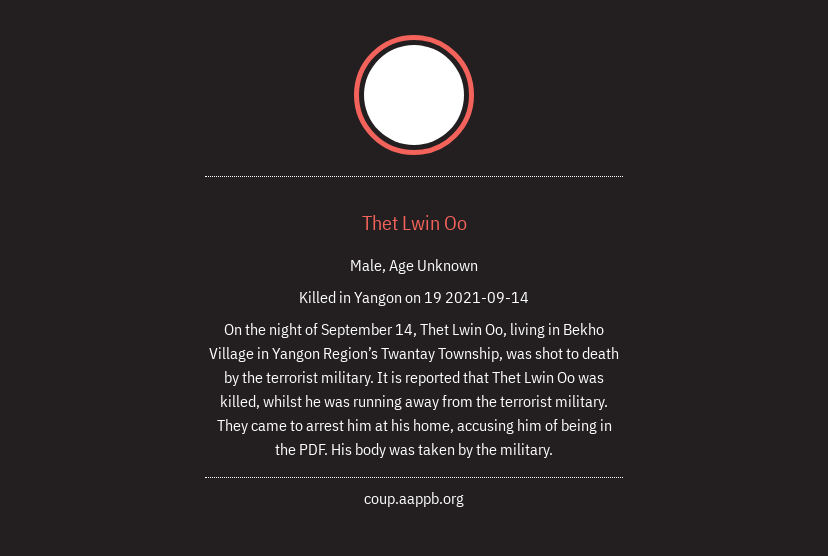 Thet Lwin Oo
Male, Age Unknown
Killed in Yangon on 19 2021-09-14
On the night of September 14, Thet Lwin Oo, living in Bekho
Village in Yangon Region’s Twantay Township, was shot to death
by the terrorist military. It is reported that Thet Lwin Oo was
killed, whilst he was running away from the terrorist military.
They came to arrest him at his home, accusing him of being in
the PDF. His body was taken by the military.
coup.aappb.org